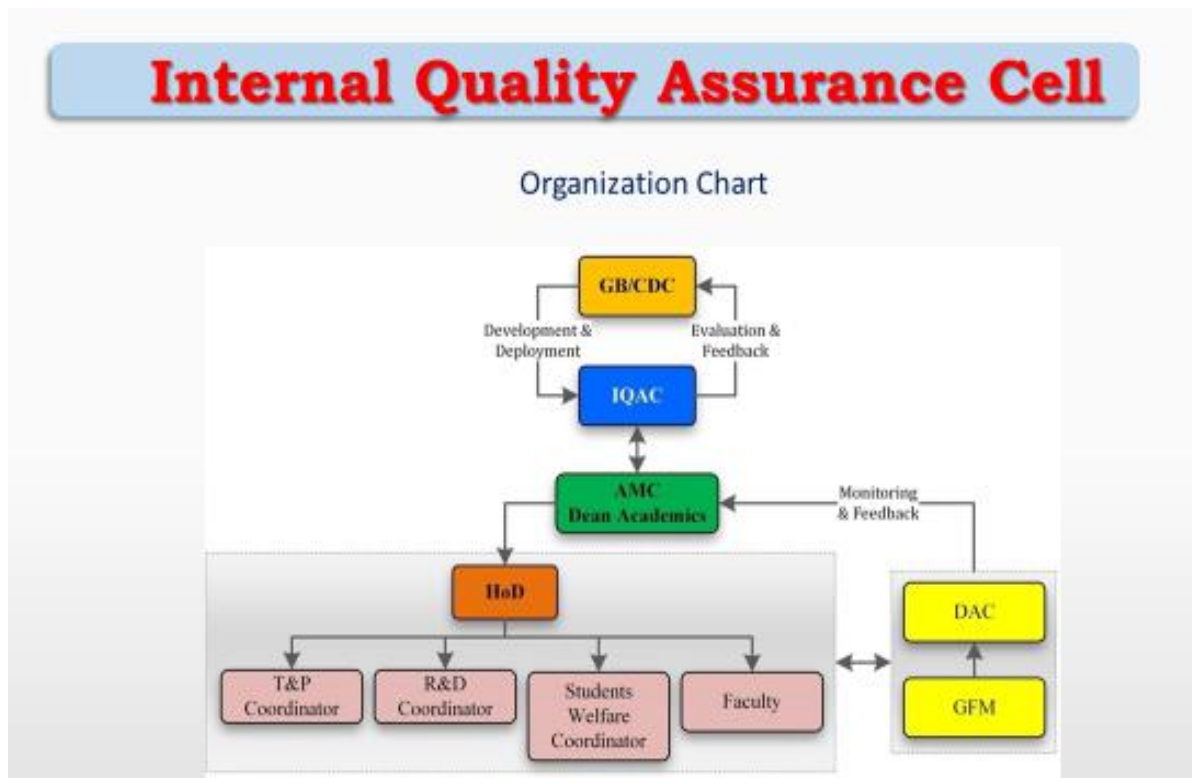 Internal Quality Assurance Cell
Organization Chart
GB/CDC
Development &
Deployment
Evaluation &
Feedback
IQAC
AMC
Dean Academics
Monitoring
& Feedback
HoD
DAC
T&P
Coordinator
R&D
Coordinator
Students
Welfare
Coordinator
Faculty
GFM